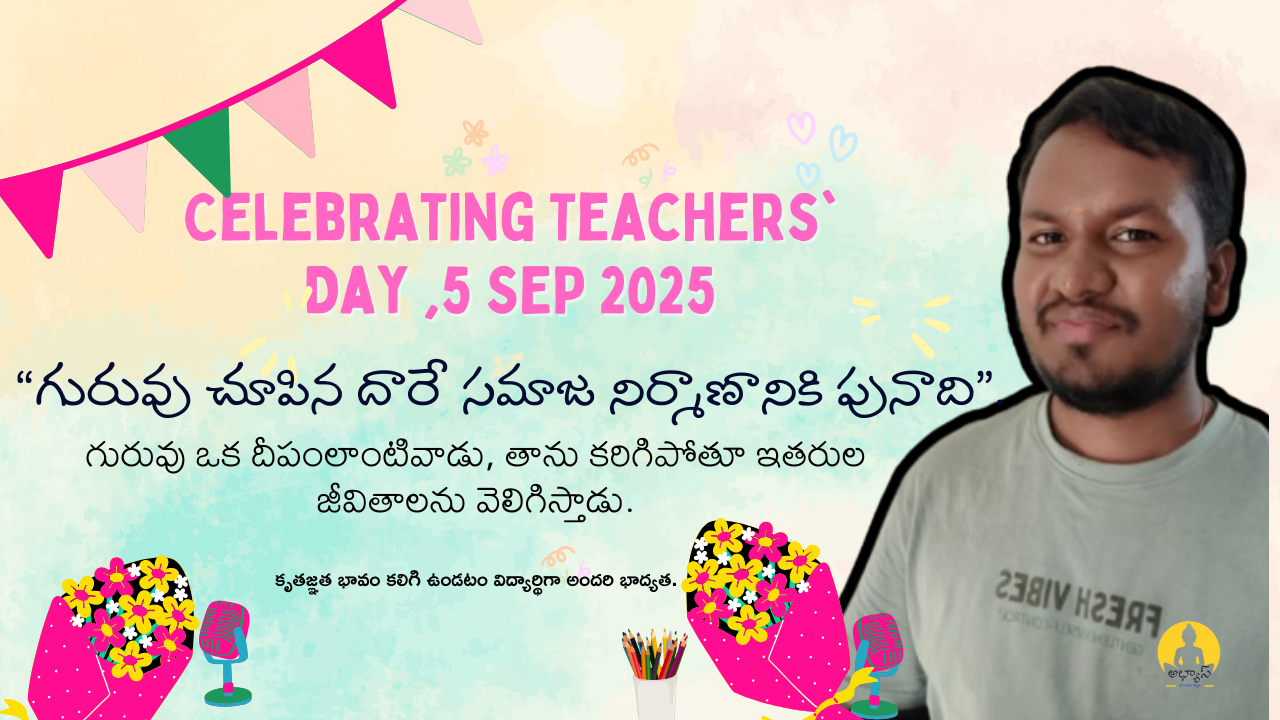 CELEBRATING TEACHERS`
DAY ,5 SEP 2025
“గురువు చూపిన దారే సమాజ నిర్మాణానికి పునాది” .
గురువు ఒక దీపంలాంటివాడు, తాను కరిగిపోతూ ఇతరుల
జీవితాలను వెలిగిస్తాడు.
కృతజ్ఞత భావం కలిగి ఉండటం విద్యార్థిగా అందరి భాద్యత.
FRESH VIBES
అభ్యాస్